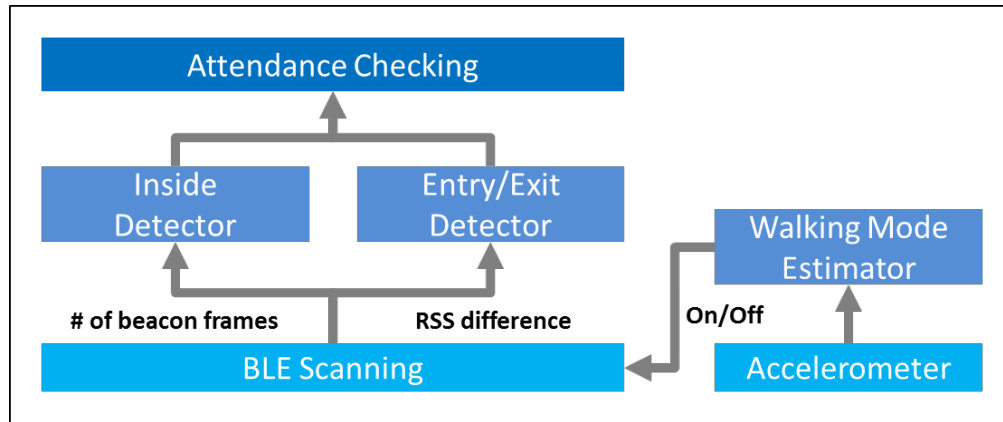 Attendance Checking
Inside
Detector
Entry/Exit
Detector
Walking Mode
Estimator
# of beacon frames
RSS difference
On/Off
BLE Scanning
Accelerometer